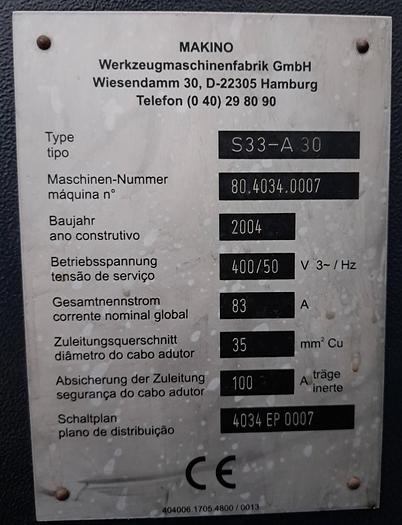 MAKINO
Werkzeugmaschinenfabrik GmbH
Wiesendamm 30, D-22305 Hamburg
Telefon (0 40) 29 80 90
Type
tipo
S33-A 30
Maschinen-Nummer
máquina n°
80.4034.0007
Baujahr
ano construtivo
2004
Betriebsspannung
tensão de serviço
400/50 V 3~ / Hz
Gesamtnennstrom
corrente nominal global
83 A
Zuleitungsquerschnitt
diâmetro do cabo adutor
35 mm² Cu
Absicherung der Zuleitung
segurança do cabo adutor
100 A träge
inerte
Schaltplan
plano de distribuição
4034 EP 0007
CE
404006 1705.4800 / 0013